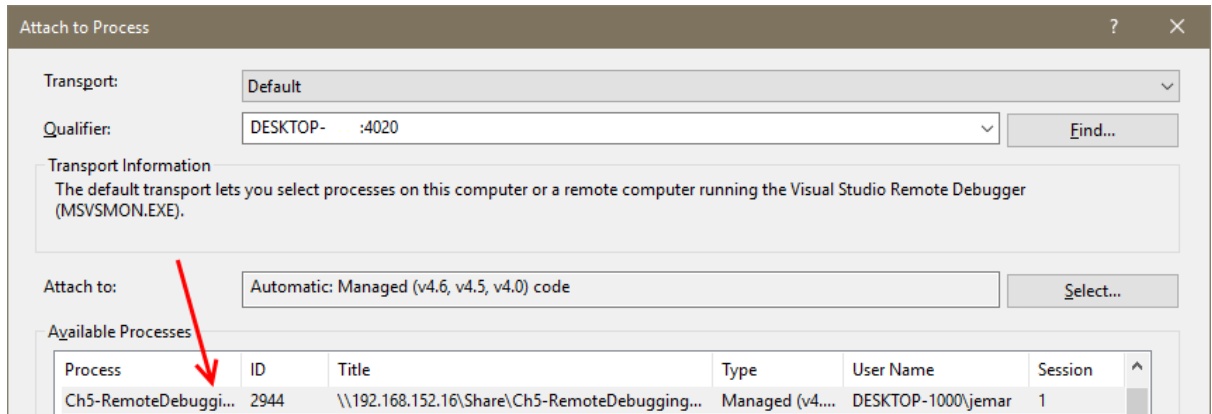 Attach to Process ? ×
Transport: Default
Qualifier: DESKTOP- :4020 Find...
Transport Information
The default transport lets you select processes on this computer or a remote computer running the Visual Studio Remote Debugger
(MSVSMON.EXE).
Attach to: Automatic: Managed (v4.6, v4.5, v4.0) code Select...
Available Processes
Process ID Title Type User Name Session
Ch5-RemoteDebuggi... 2944 \\192.168.152.16\Share\Ch5-RemoteDebugging... Managed (v4.... DESKTOP-1000\jemar 1